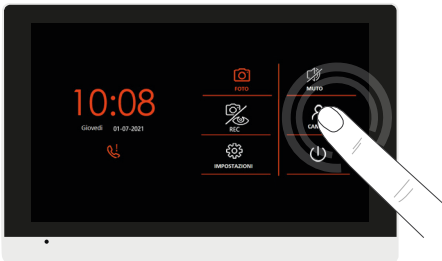 10:08
Giovedì 01-07-2021
FOTO
MUTO
REC
IMPOSTAZIONI